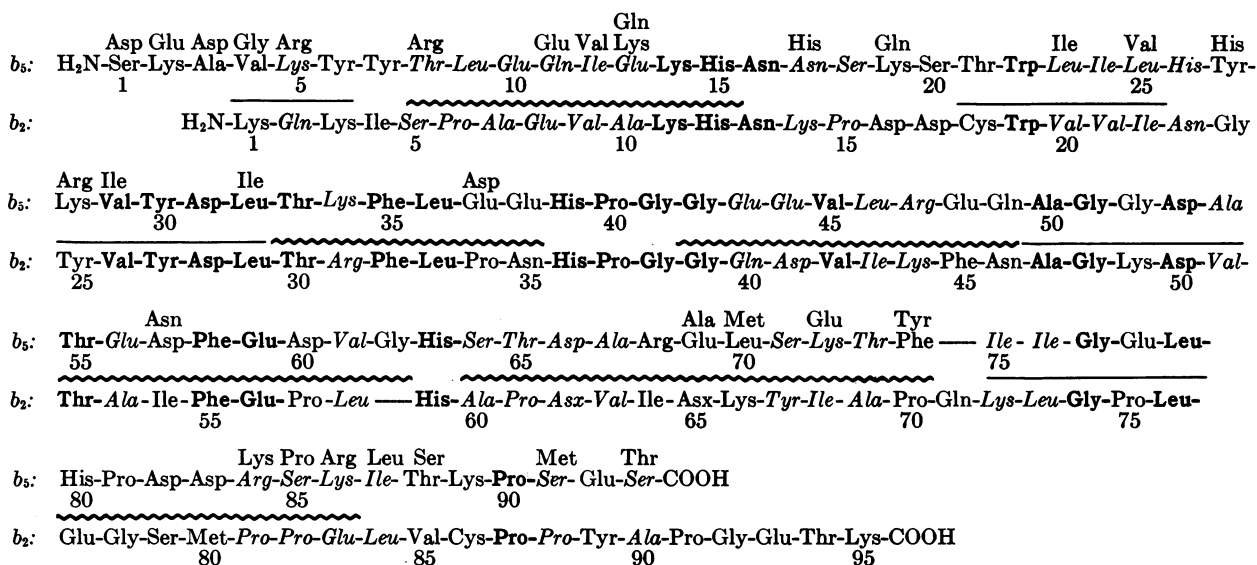 Gln
Asp Glu Asp Gly Arg Arg Glu Val Lys His Gln Ile Val His
b₅: H₂N-Ser-Lys-Ala-Val-Lys-Tyr-Tyr-Thr-Leu-Glu-Gln-Ile-Glu-Lys-His-Asn-Asn-Ser-Lys-Ser-Thr-Trp-Leu-Ile-Leu-His-Tyr-
1 5 10 15 20 25
b₂: H₂N-Lys-Gln-Lys-Ile-Ser-Pro-Ala-Glu-Val-Ala-Lys-His-Asn-Lys-Pro-Asp-Asp-Cys-Trp-Val-Val-Ile-Asn-Gly
1 5 10 15 20
Arg Ile Ile Asp
b₅: Lys-Val-Tyr-Asp-Leu-Thr-Lys-Phe-Leu-Glu-Glu-His-Pro-Gly-Gly-Glu-Glu-Val-Leu-Arg-Glu-Gln-Ala-Gly-Gly-Asp-Ala
30 35 40 45 50
b₂: Tyr-Val-Tyr-Asp-Leu-Thr-Arg-Phe-Leu-Pro-Asn-His-Pro-Gly-Gly-Gln-Asp-Val-Ile-Lys-Phe-Asn-Ala-Gly-Lys-Asp-Val-
25 30 35 40 45 50
Asn Ala Met Glu Tyr
b₅: Thr-Glu-Asp-Phe-Glu-Asp-Val-Gly-His-Ser-Thr-Asp-Ala-Arg-Glu-Leu-Ser-Lys-Thr-Phe — Ile-Ile-Gly-Glu-Leu-
55 60 65 70 75
b₂: Thr-Ala-Ile-Phe-Glu-Pro-Leu — His-Ala-Pro-Asx-Val-Ile-Asx-Lys-Tyr-Ile-Ala-Pro-Gln-Lys-Leu-Gly-Pro-Leu-
55 60 65 70 75
Lys Pro Arg Leu Ser Met Thr
b₅: His-Pro-Asp-Asp-Arg-Ser-Lys-Ile-Thr-Lys-Pro-Ser-Glu-Ser-COOH
80 85 90
b₂: Glu-Gly-Ser-Met-Pro-Pro-Glu-Leu-Val-Cys-Pro-Pro-Tyr-Ala-Pro-Gly-Glu-Thr-Lys-COOH
80 85 90 95